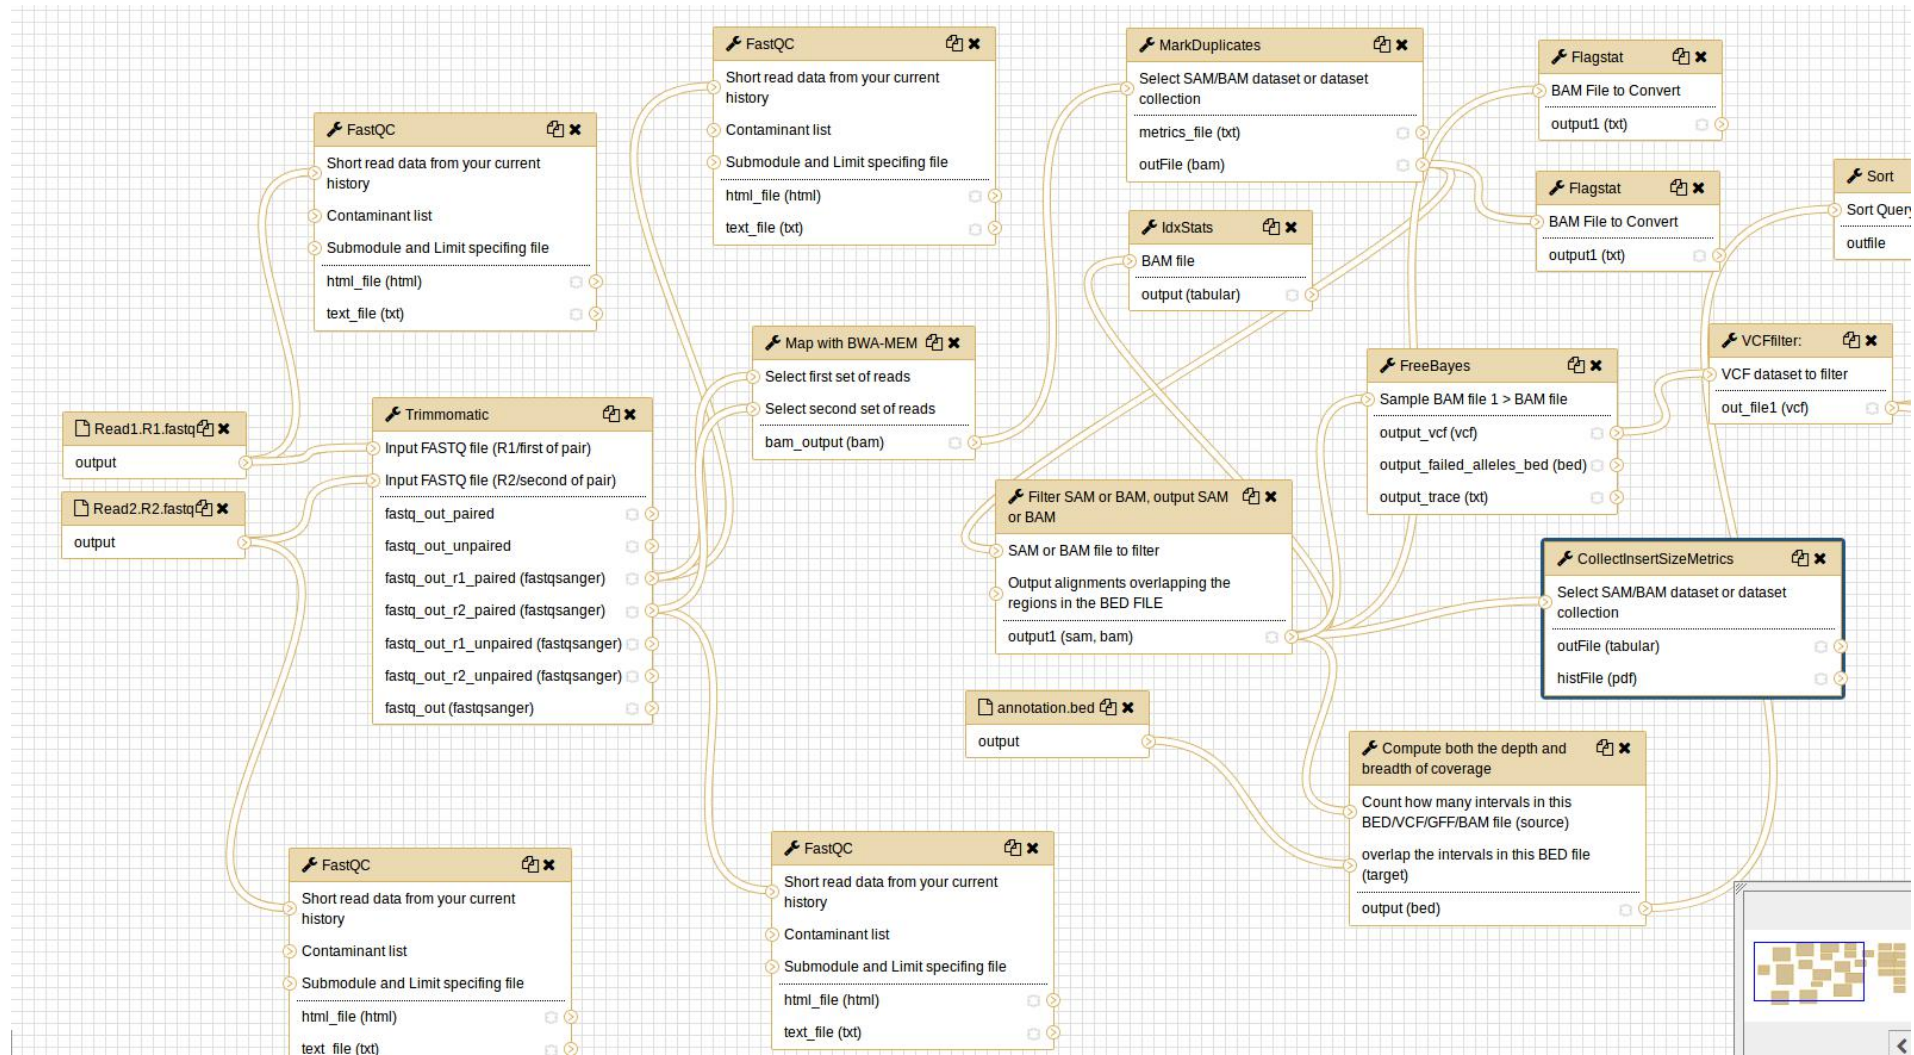 FastQC
Short read data from your current
history
Contaminant list
Submodule and Limit specifing file
html_file (html)
text_file (txt)
FastQC
Short read data from your current
history
Contaminant list
Submodule and Limit specifing file
html_file (html)
text_file (txt)
MarkDuplicates
Select SAM/BAM dataset or dataset
collection
metrics_file (txt)
outFile (bam)
Flagstat
BAM File to Convert
output1 (txt)
Flagstat
BAM File to Convert
output1 (txt)
Sort
Sort Query
outfile
IdxStats
BAM file
output (tabular)
Map with BWA-MEM
Select first set of reads
Select second set of reads
bam_output (bam)
FreeBayes
Sample BAM file 1 > BAM file
output_vcf (vcf)
output_failed_alleles_bed (bed)
output_trace (txt)
VCFfilter:
VCF dataset to filter
out_file1 (vcf)
Read1.R1.fastq
output
Read2.R2.fastq
output
Trimmomatic
Input FASTQ file (R1/first of pair)
Input FASTQ file (R2/second of pair)
fastq_out_paired
fastq_out_unpaired
fastq_out_r1_paired (fastqsanger)
fastq_out_r2_paired (fastqsanger)
fastq_out_r1_unpaired (fastqsanger)
fastq_out_r2_unpaired (fastqsanger)
fastq_out (fastqsanger)
Filter SAM or BAM, output SAM
or BAM
SAM or BAM file to filter
Output alignments overlapping the
regions in the BED FILE
output1 (sam, bam)
CollectInsertSizeMetrics
Select SAM/BAM dataset or dataset
collection
outFile (tabular)
histFile (pdf)
annotation.bed
output
Compute both the depth and
breadth of coverage
Count how many intervals in this
BED/VCF/GFF/BAM file (source)
overlap the intervals in this BED file
(target)
output (bed)
FastQC
Short read data from your current
history
Contaminant list
Submodule and Limit specifing file
html_file (html)
text_file (txt)
FastQC
Short read data from your current
history
Contaminant list
Submodule and Limit specifing file
html_file (html)
text_file (txt)